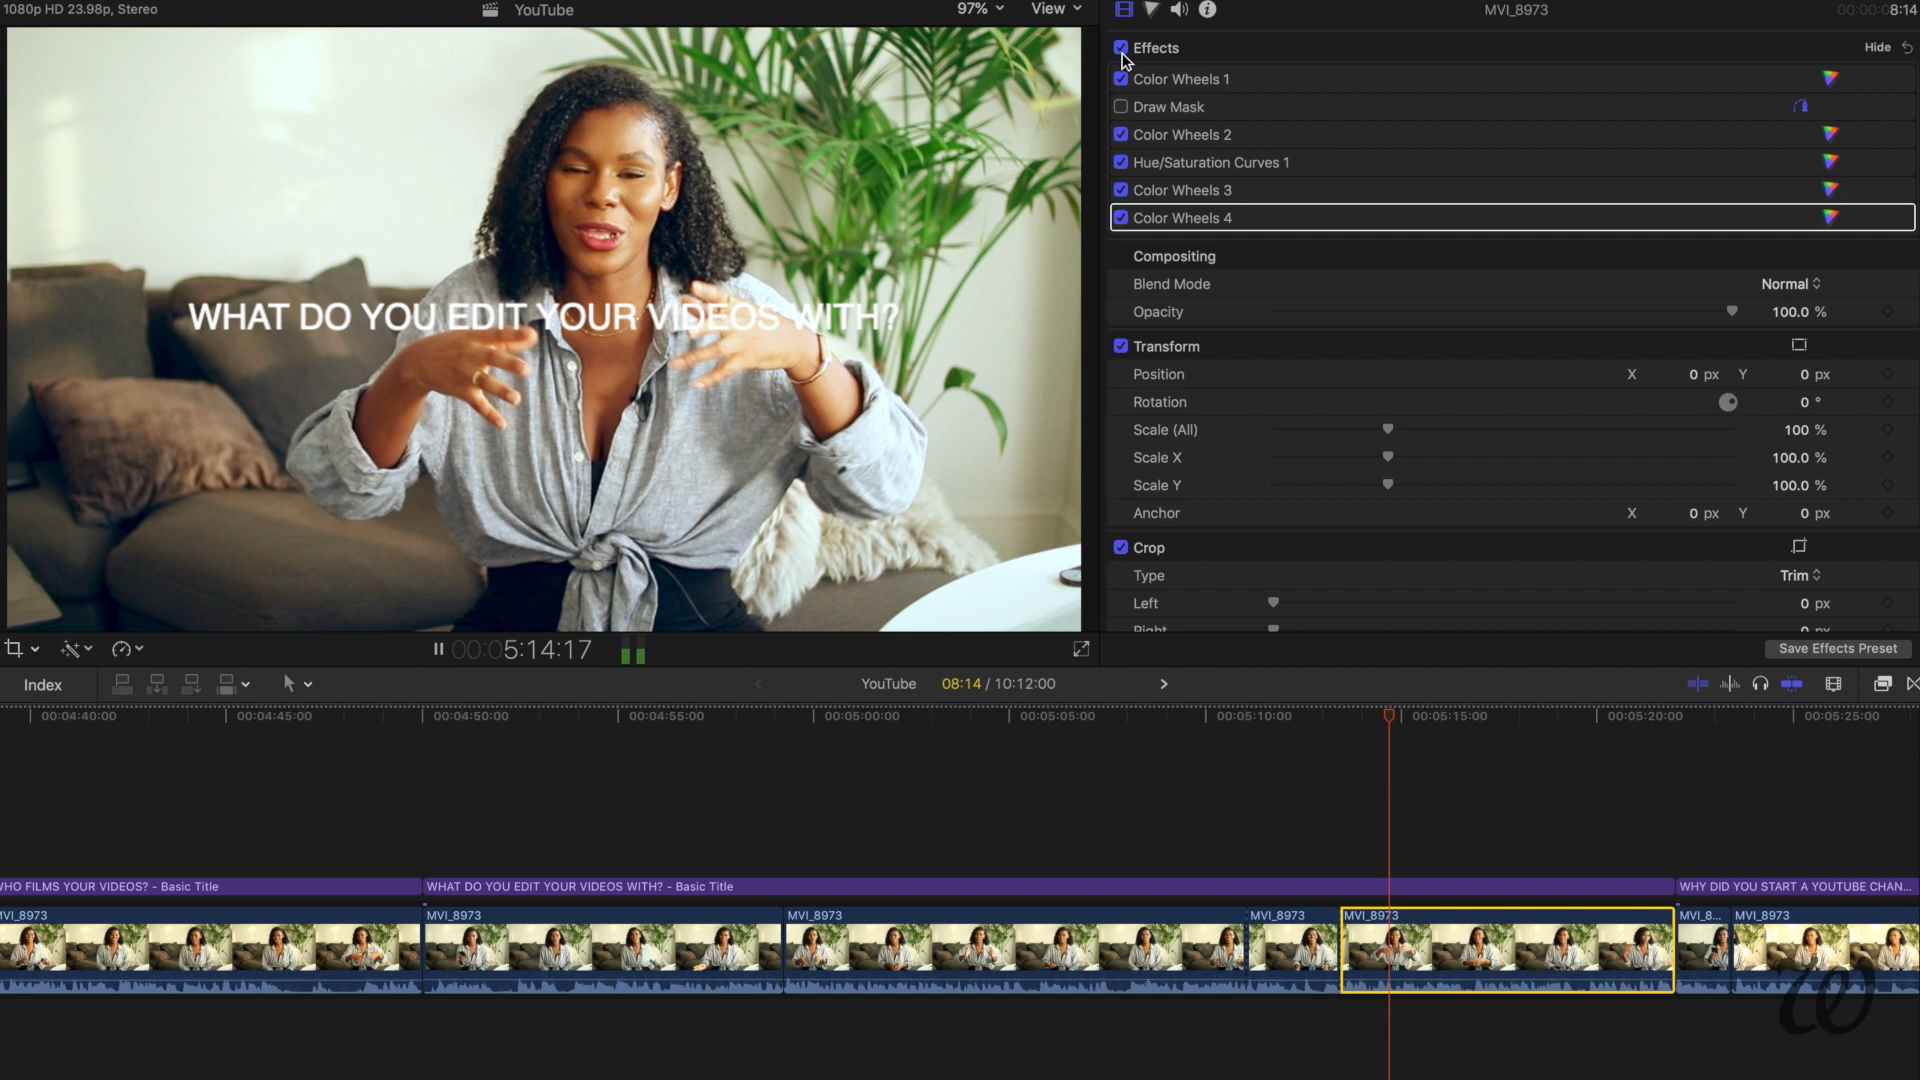 1080p HD 23.98p, Stereo
YouTube
97%
View
MVI_8973
00:00:08:14
Effects
Hide
Color Wheels 1
Draw Mask
Color Wheels 2
Hue/Saturation Curves 1
Color Wheels 3
Color Wheels 4
WHAT DO YOU EDIT YOUR VIDEOS WITH?
Compositing
Blend Mode Normal
Opacity 100.0 %
Transform
Position X 0 px Y 0 px
Rotation 0 °
Scale (All) 100 %
Scale X 100.0 %
Scale Y 100.0 %
Anchor X 0 px Y 0 px
Crop
Type Trim
Left 0 px
Right 0 px
00:05:14:17
Save Effects Preset
Index
YouTube 08:14 / 10:12:00
00:04:40:00 00:04:45:00 00:04:50:00 00:04:55:00 00:05:00:00 00:05:05:00 00:05:10:00 00:05:15:00 00:05:20:00 00:05:25:00
WHO FILMS YOUR VIDEOS? - Basic Title WHAT DO YOU EDIT YOUR VIDEOS WITH? - Basic Title WHY DID YOU START A YOUTUBE CHAN...
MVI_8973 MVI_8973 MVI_8973 MVI_8973 MVI_8973 MVI_8... MVI_8973